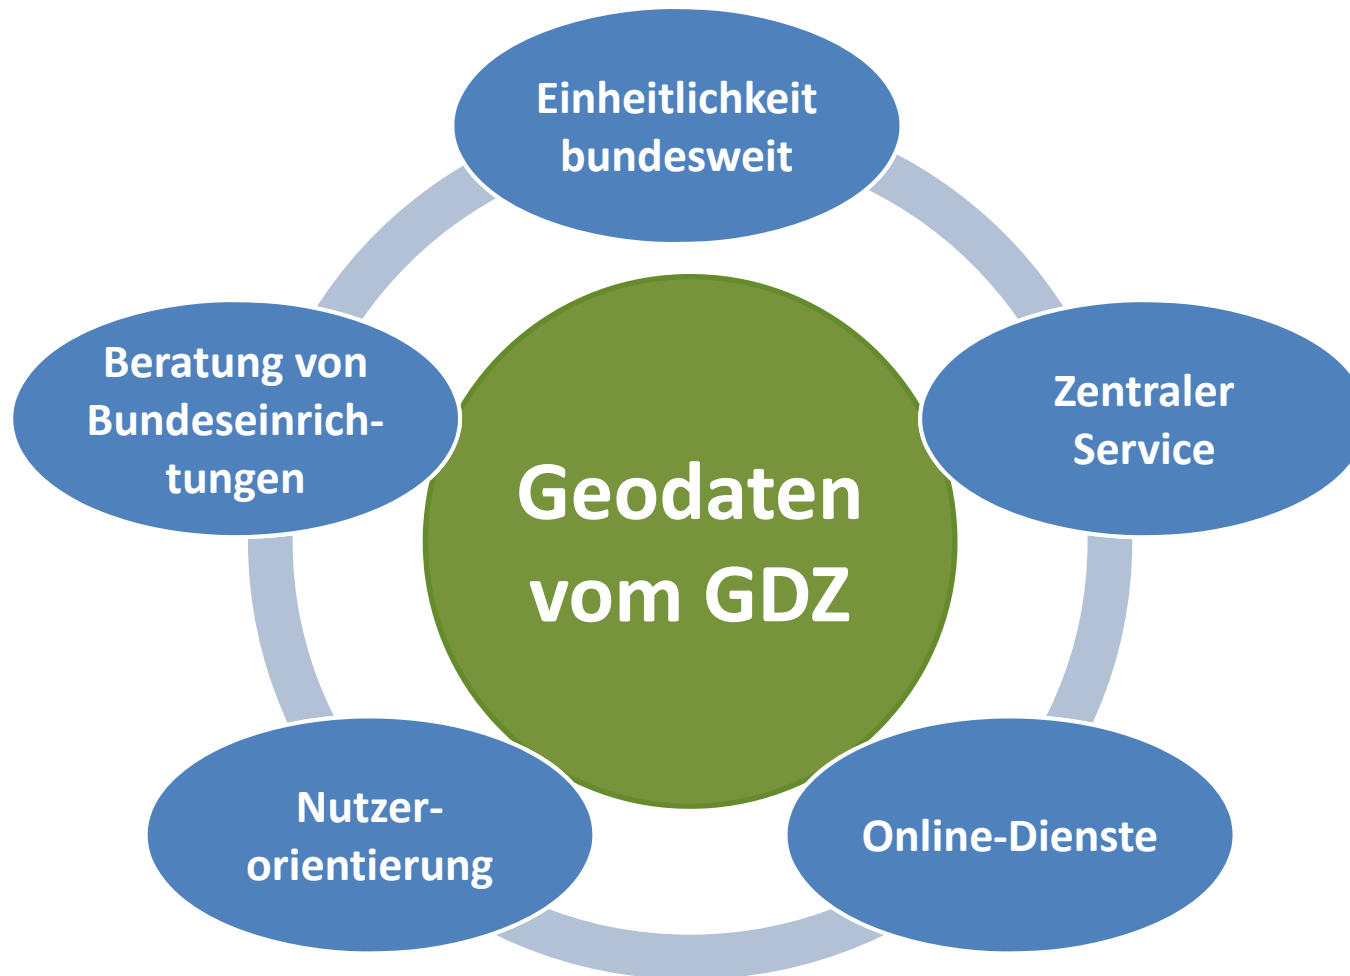 Einheitlichkeit
bundesweit
Zentraler
Service
Online-Dienste
Nutzer-
orientierung
Beratung von
Bundeseinrich-
tungen
Geodaten
vom GDZ